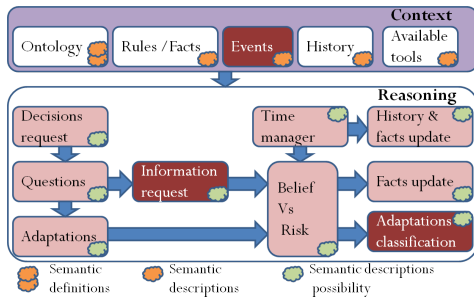 Context
Ontology
Rules /Facts
Events
History
Available
tools
Reasoning
Decisions
request
Time
manager
History &
facts update
Questions
Information
request
Belief
Vs
Risk
Facts update
Adaptations
Adaptations
classification
Semantic
definitions
Semantic
descriptions
Semantic descriptions
possibility